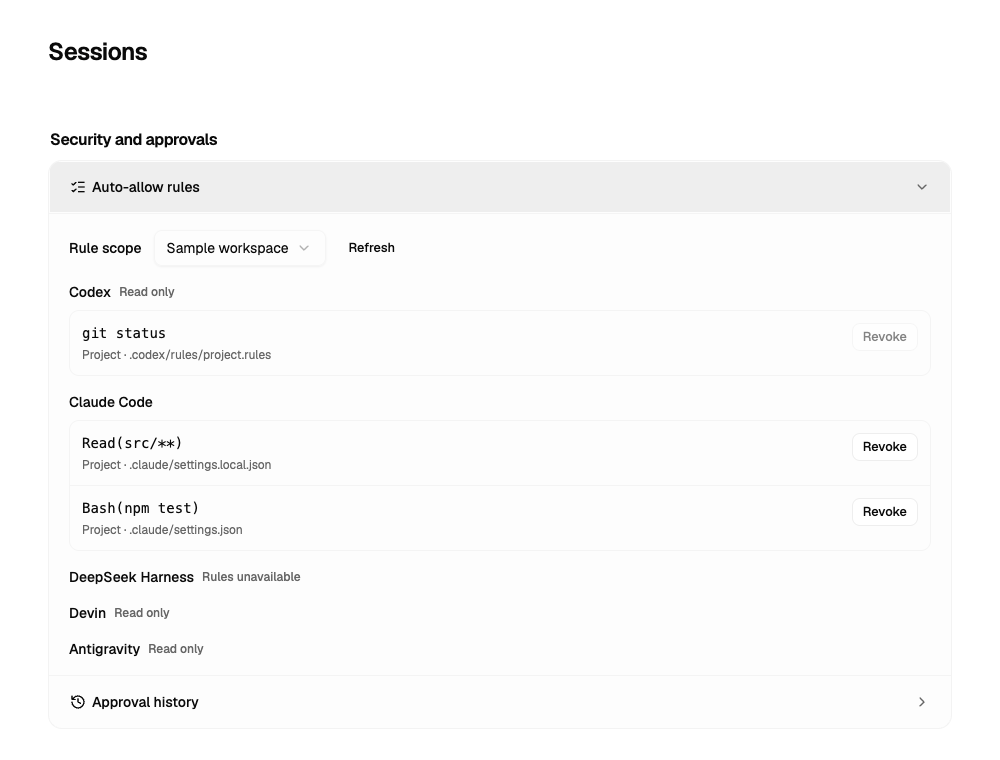 Sessions
Security and approvals
Auto-allow rules
Rule scope Sample workspace Refresh
Codex Read only
git status Revoke
Project · .codex/rules/project.rules
Claude Code
Read(src/**) Revoke
Project · .claude/settings.local.json
Bash(npm test) Revoke
Project · .claude/settings.json
DeepSeek Harness Rules unavailable
Devin Read only
Antigravity Read only
Approval history